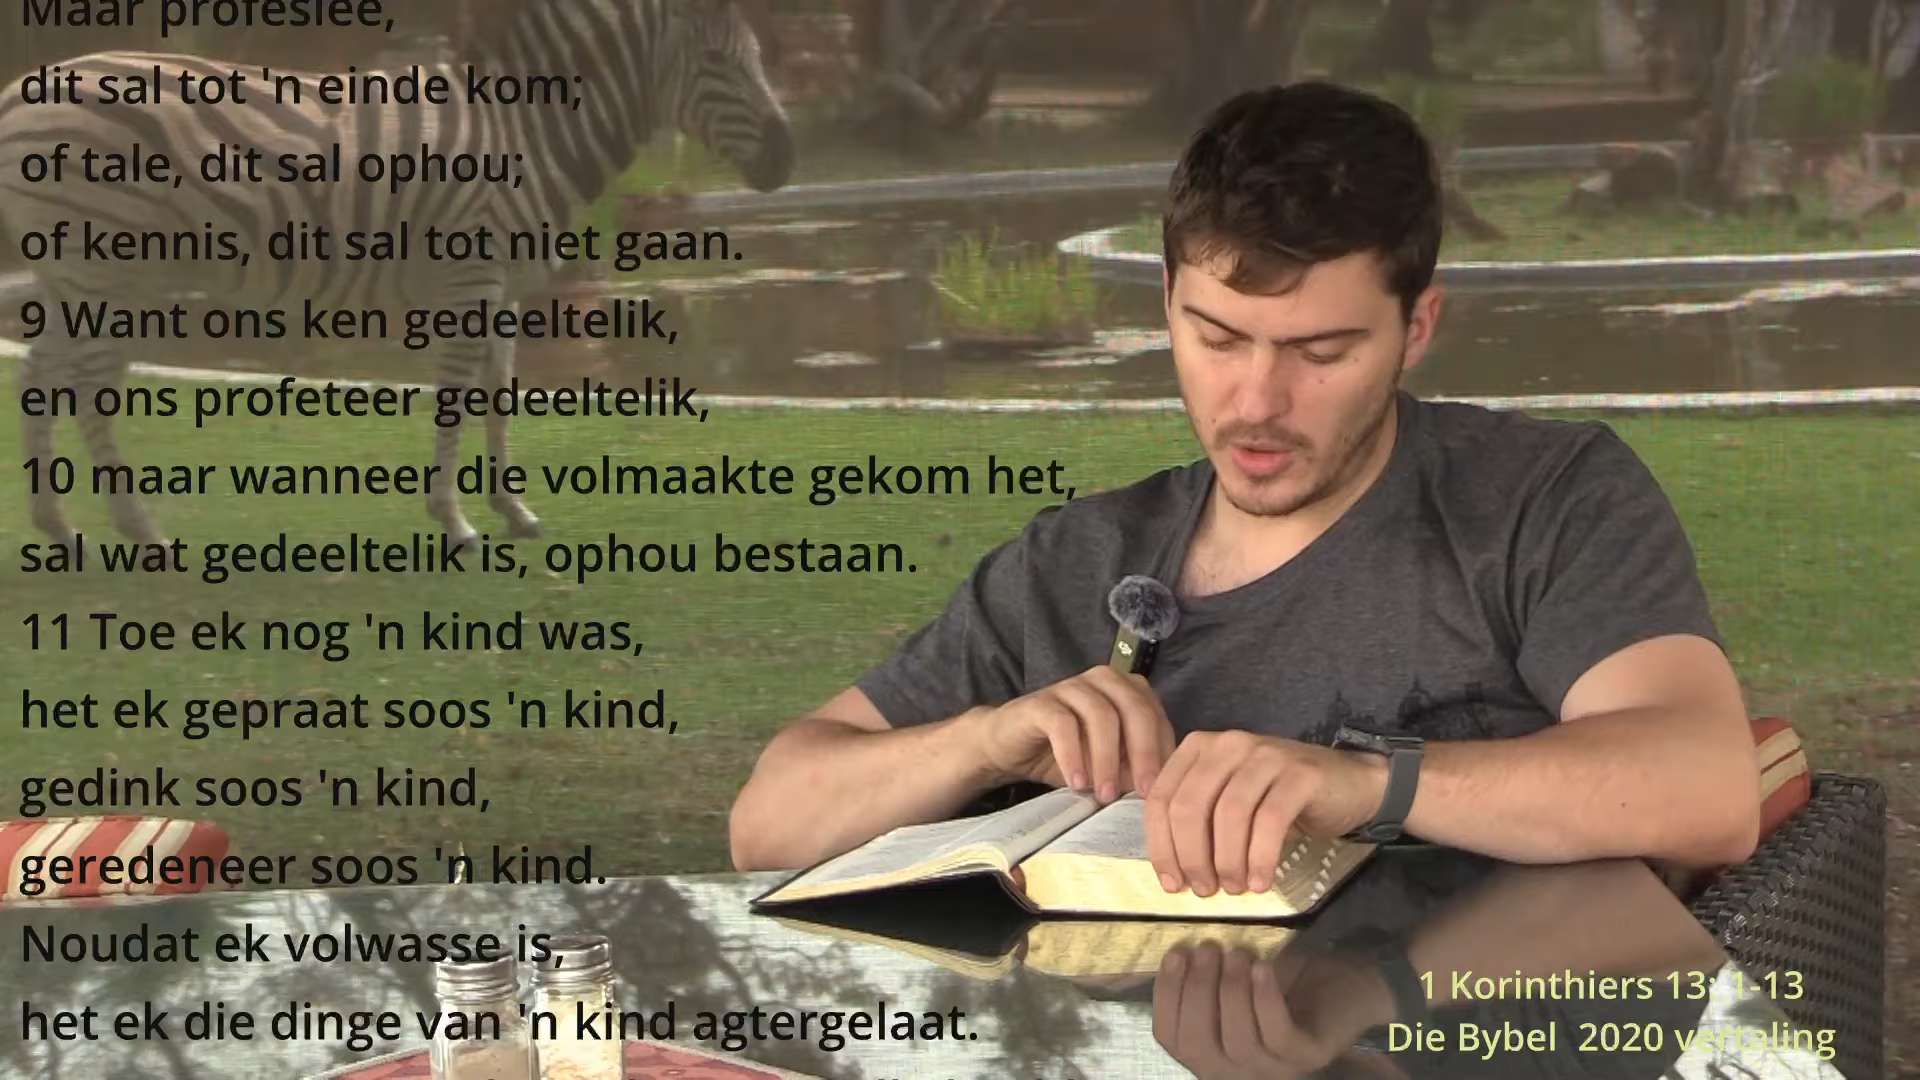 Maar profesieë,
dit sal tot 'n einde kom;
of tale, dit sal ophou;
of kennis, dit sal tot niet gaan.
9 Want ons ken gedeeltelik,
en ons profeteer gedeeltelik,
10 maar wanneer die volmaakte gekom het,
sal wat gedeeltelik is, ophou bestaan.
11 Toe ek nog 'n kind was,
het ek gepraat soos 'n kind,
gedink soos 'n kind,
geredeneer soos 'n kind.
Noudat ek volwasse is,
het ek die dinge van 'n kind agtergelaat.
1 Korinthiers 13: 1-13
Die Bybel 2020 vertaling